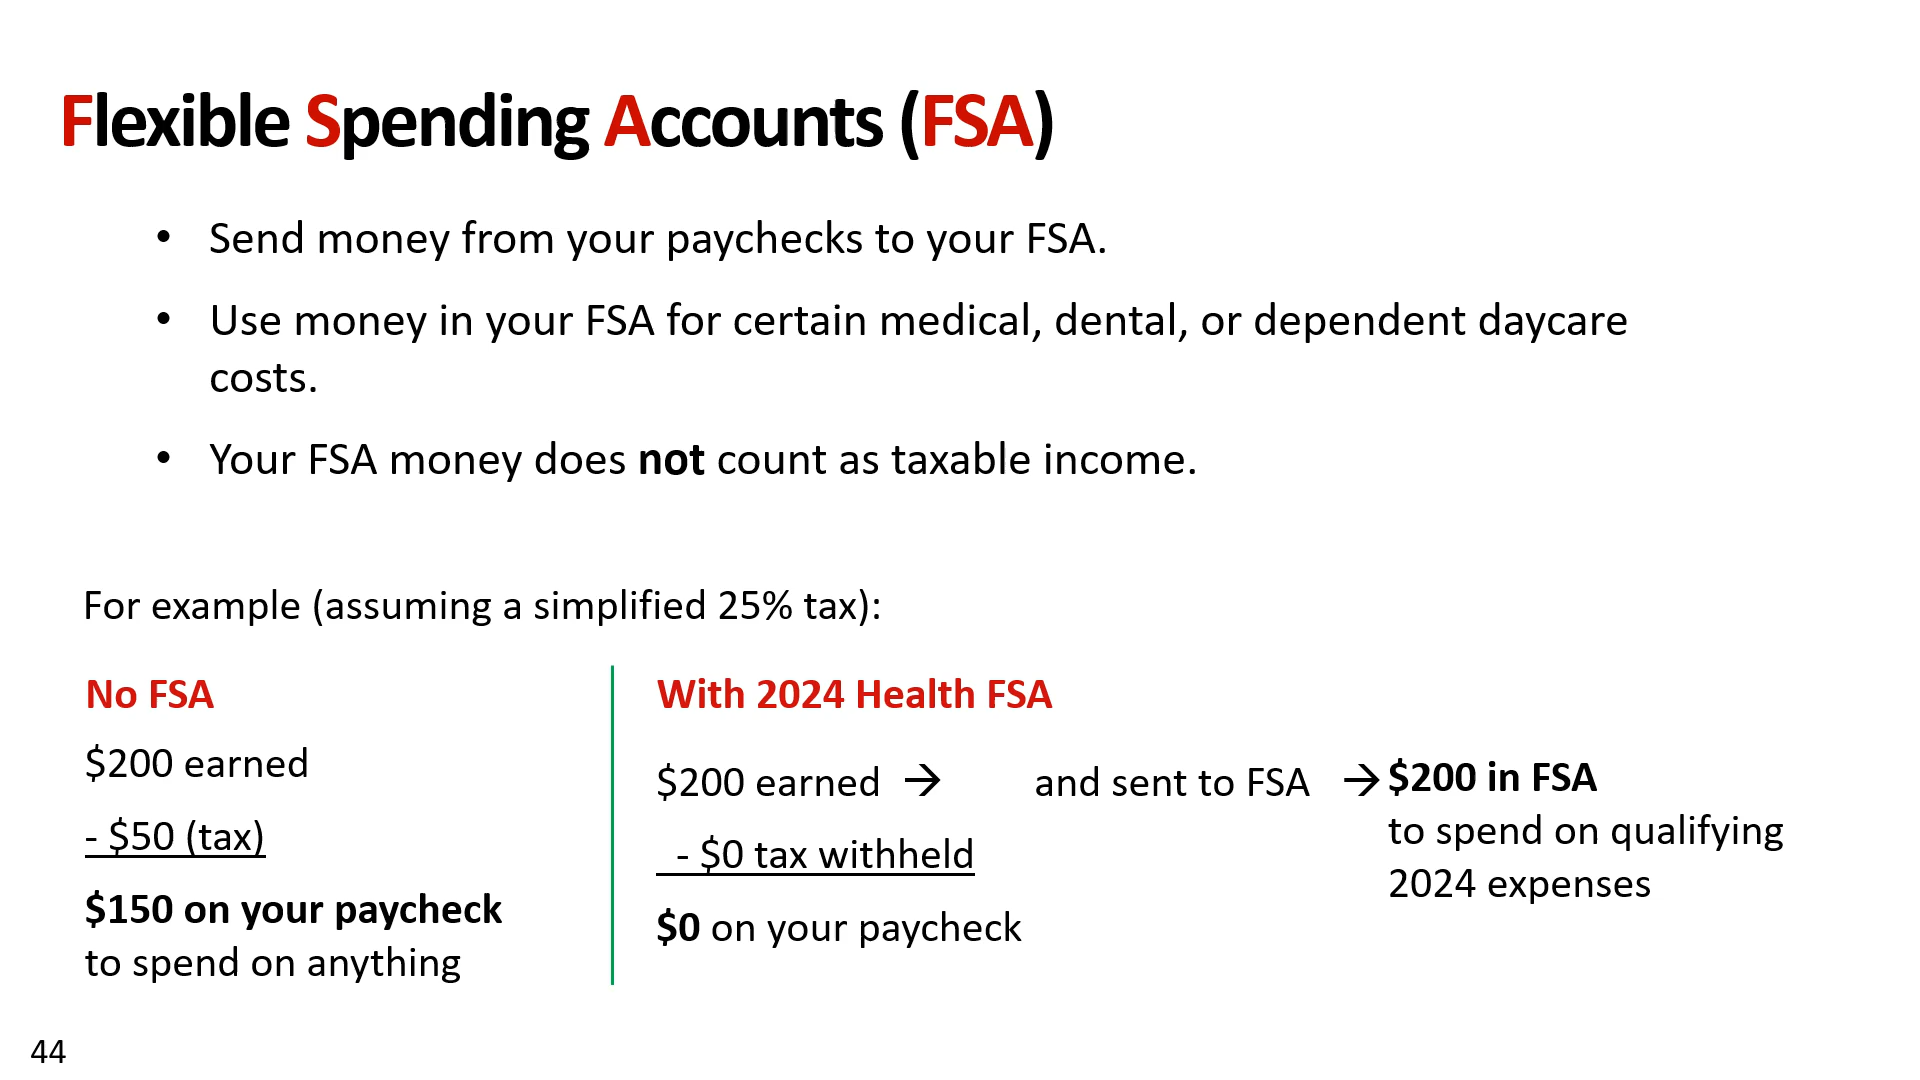 Flexible Spending Accounts (FSA)
• Send money from your paychecks to your FSA.
• Use money in your FSA for certain medical, dental, or dependent daycare
costs.
• Your FSA money does not count as taxable income.
For example (assuming a simplified 25% tax):
No FSA
$200 earned
- $50 (tax)
$150 on your paycheck
to spend on anything
With 2024 Health FSA
$200 earned → and sent to FSA → $200 in FSA
to spend on qualifying
2024 expenses
- $0 tax withheld
$0 on your paycheck
44